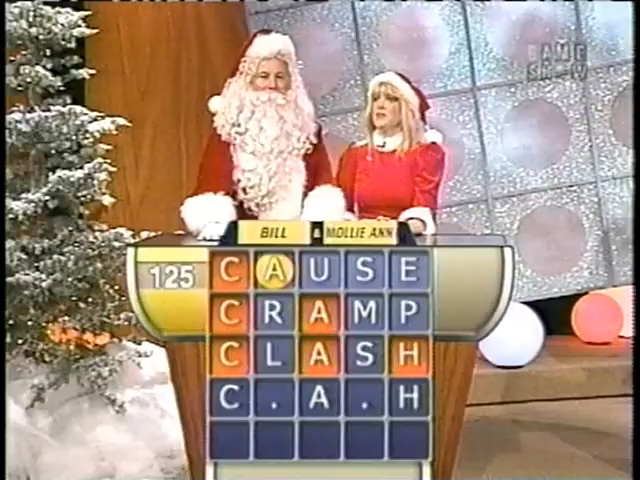 GAME
SHOW
BILL & MOLLIE ANN
125
CAUSE
CRAMP
CLASH
C.A.H